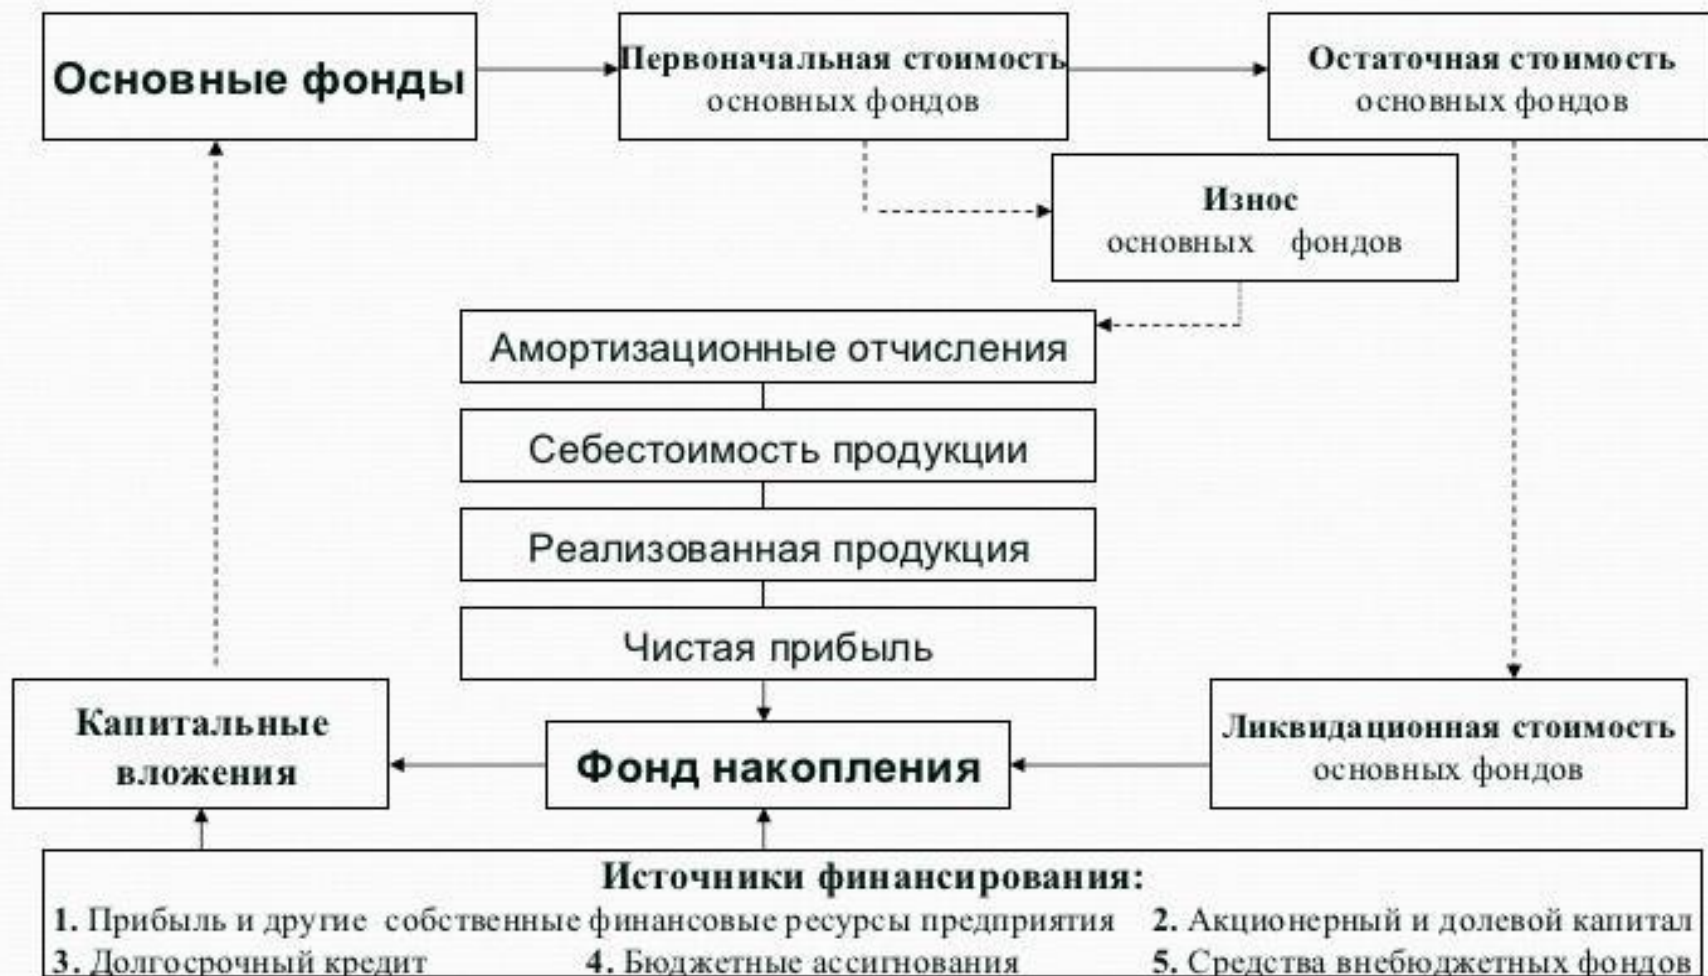 Основные фонды
Первоначальная стоимость
основных фондов
Остаточная стоимость
основных фондов
Износ
основных фондов
Амортизационные отчисления
Себестоимость продукции
Реализованная продукция
Чистая прибыль
Капитальные
вложения
Фонд накопления
Ликвидационная стоимость
основных фондов
Источники финансирования:
1. Прибыль и другие собственные финансовые ресурсы предприятия 2. Акционерный и долевой капитал
3. Долгосрочный кредит 4. Бюджетные ассигнования 5. Средства внебюджетных фондов